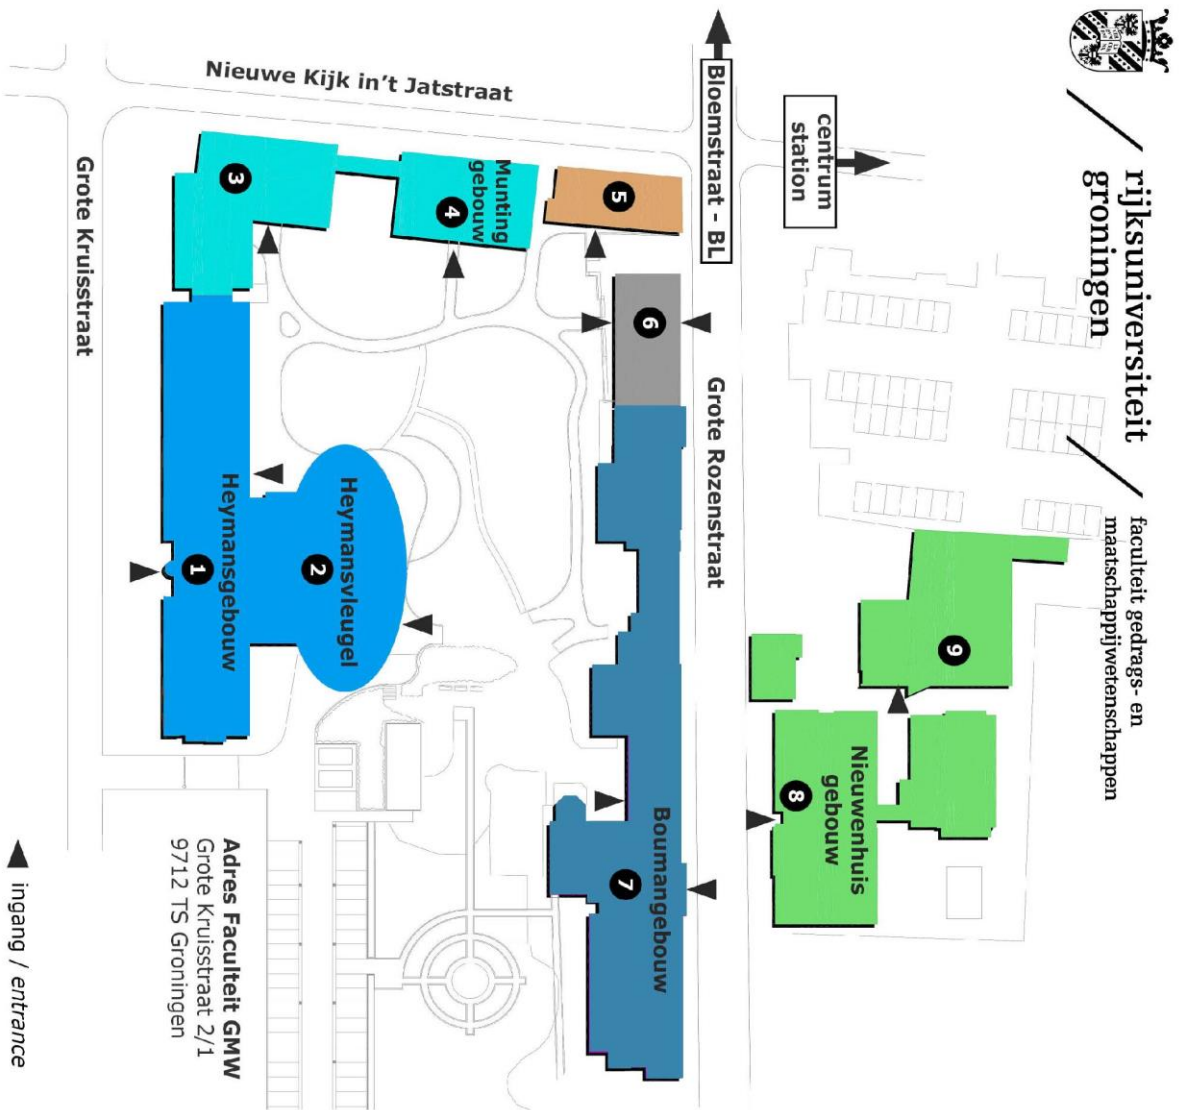 rijksuniversiteit
groningen
faculteit gedrags- en
maatschappijwetenschappen
9
Nieuwenhuis
gebouw
8
centrum
station
Bloemstraat - BL
Grote Rozenstraat
Boumangebouw
7
6
5
Munting
gebouw
4
Nieuwe Kijk in't Jatstraat
Heymansvleugel
2
3
Heymansgebouw
1
Adres Faculteit GMW
Grote Kruisstraat 2/1
9712 TS Groningen
Grote Kruisstraat
ingang / entrance